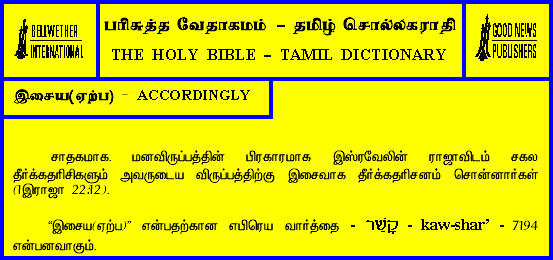 BELLWETHER
INTERNATIONAL
பரிசுத்த வேதாகமம் – தமிழ் சொல்லகராதி
THE HOLY BIBLE – TAMIL DICTIONARY
GOOD NEWS
PUBLISHERS
இசைய(ஏற்ப) – ACCORDINGLY
சாதகமாக. மனவிருப்பத்தின் பிரகாரமாக இஸ்ரவேலின் ராஜாவிடம் சகல
தீர்க்கதரிசிகளும் அவருடைய விருப்பத்திற்கு இசைவாக தீர்க்கதரிசனம் சொன்னார்கள்
(1இராஜா 22:12).
“இசைய(ஏற்ப)” என்பதற்கான எபிரெய வார்த்தை - קָשַׁר - kaw-shar’ - 7194
என்பனவாகும்.